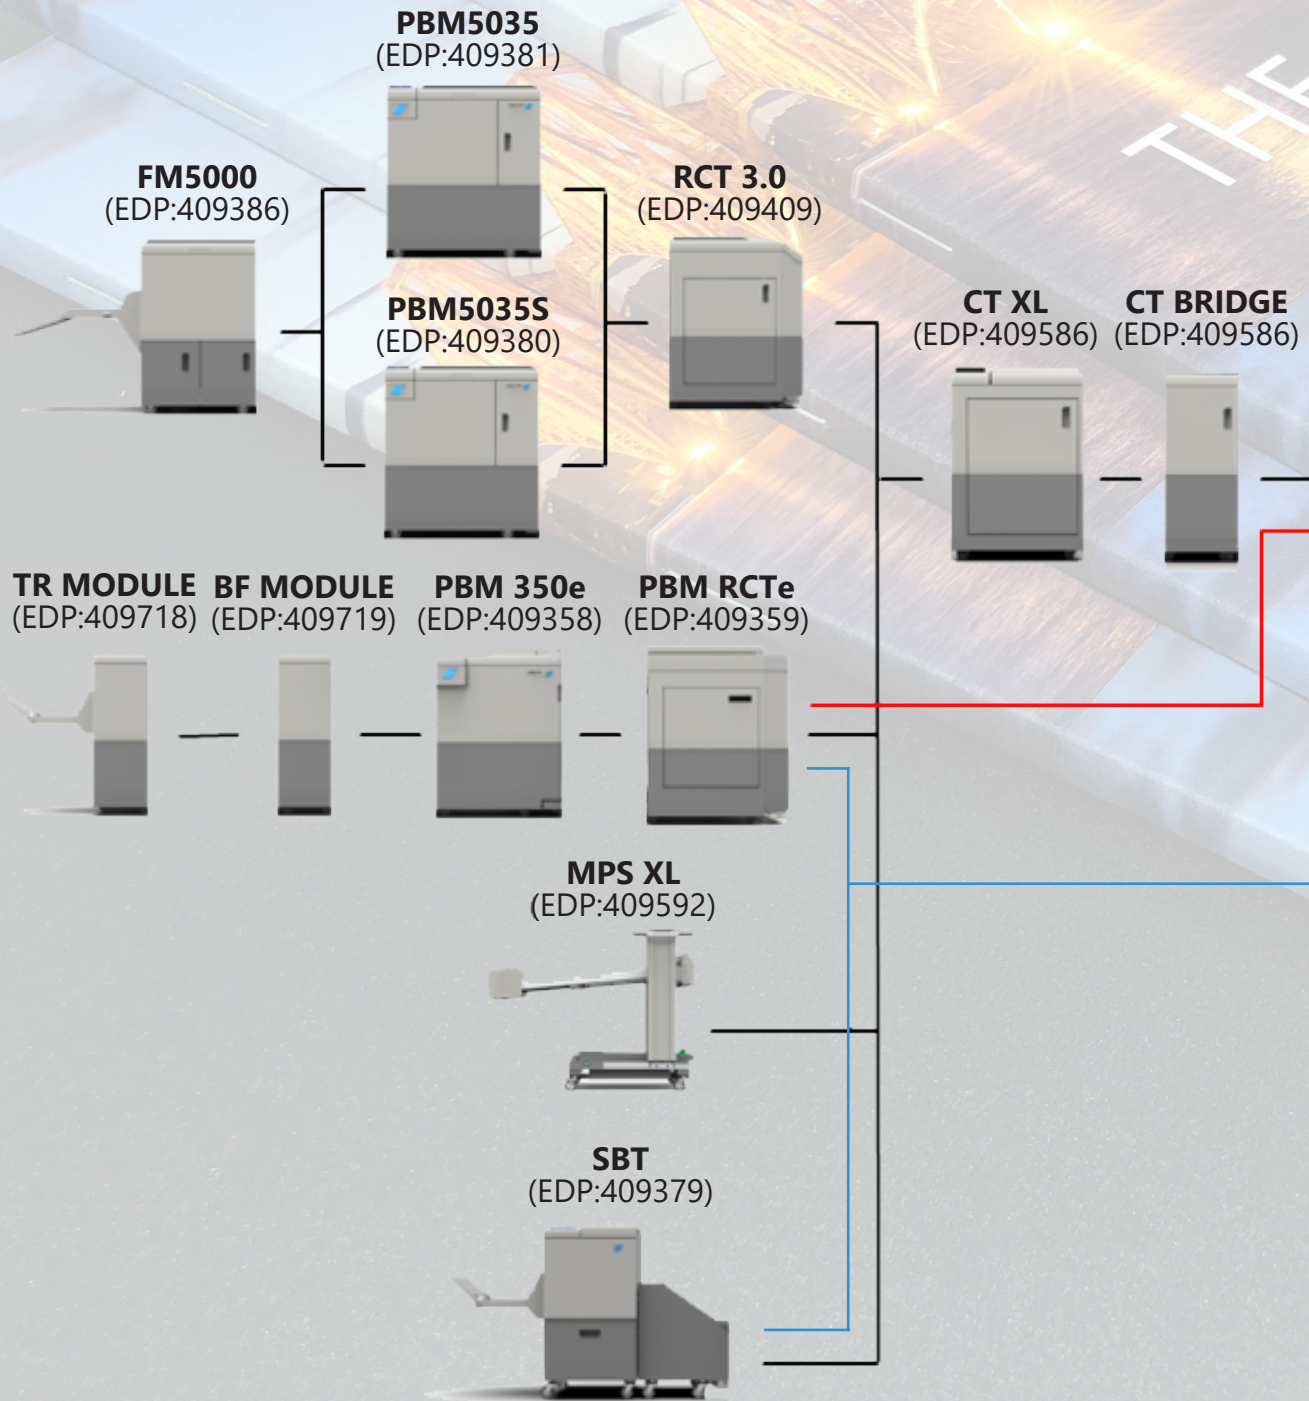 PBM5035
(EDP:409381)
THE
FM5000
(EDP:409386)
RCT 3.0
(EDP:409409)
PBM5035S
(EDP:409380)
CT XL
(EDP:409586)
CT BRIDGE
(EDP:409586)
TR MODULE
(EDP:409718)
BF MODULE
(EDP:409719)
PBM 350e
(EDP:409358)
PBM RCTe
(EDP:409359)
MPS XL
(EDP:409592)
SBT
(EDP:409379)